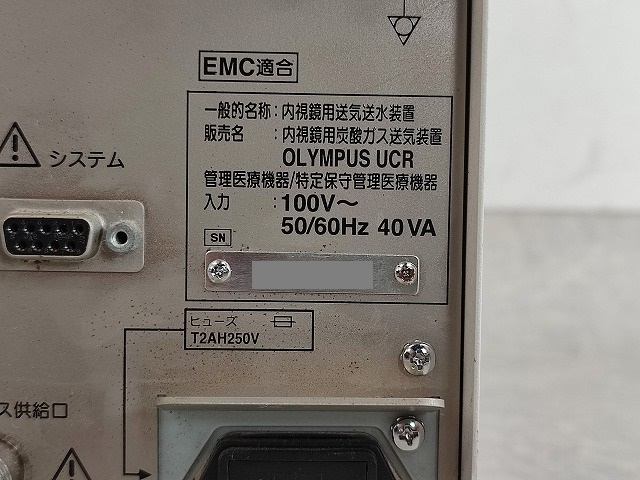 EMC適合
一般的名称：内視鏡用送気送水装置
販売名：内視鏡用炭酸ガス送気装置
OLYMPUS UCR
管理医療機器/特定保守管理医療機器
入力：100V～
50/60Hz 40VA
SN
システム
ヒューズ
T2AH250V
ス供給口